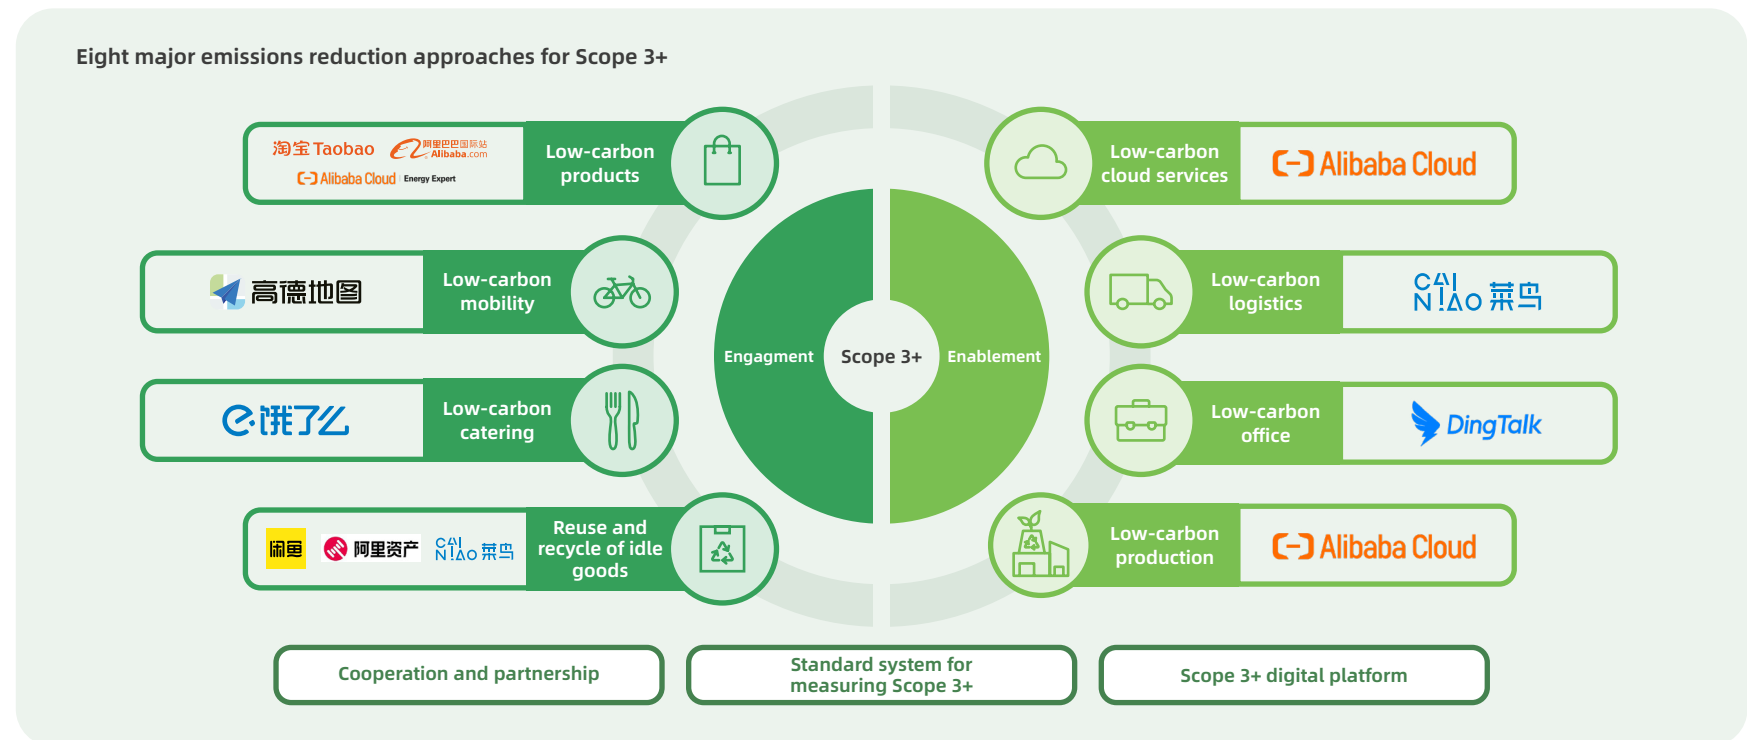 Eight major emissions reduction approaches for Scope 3+
淘宝 Taobao
阿里巴巴国际站
Alibaba.com
Alibaba Cloud | Energy Expert
Low-carbon
products
Low-carbon
cloud services
Alibaba Cloud
高德地图
Low-carbon
mobility
Low-carbon
logistics
CAI
NIAO 菜鸟
Engagment
Scope 3+
Enablement
饿了么
Low-carbon
catering
Low-carbon
office
DingTalk
闲鱼
阿里资产
CAI
NIAO 菜鸟
Reuse and
recycle of idle
goods
Low-carbon
production
Alibaba Cloud
Cooperation and partnership
Standard system for
measuring Scope 3+
Scope 3+ digital platform